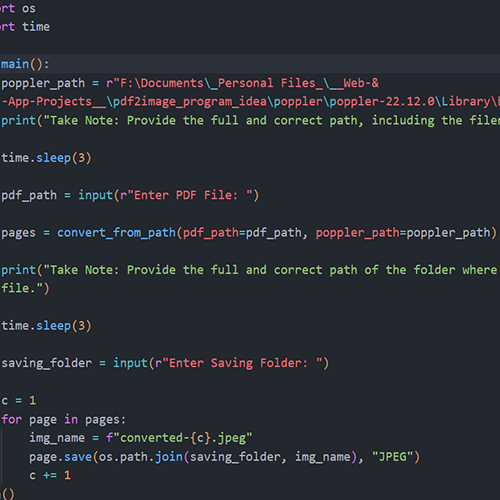 ort os
ort time
main():
poppler_path = r"F:\Documents\_Personal Files_\__Web-&
-App-Projects__\pdf2image_program_idea\poppler\poppler-22.12.0\Library\b
print("Take Note: Provide the full and correct path, including the filen
time.sleep(3)
pdf_path = input(r"Enter PDF File: ")
pages = convert_from_path(pdf_path=pdf_path, poppler_path=poppler_path)
print("Take Note: Provide the full and correct path of the folder where
file.")
time.sleep(3)
saving_folder = input(r"Enter Saving Folder: ")
c = 1
for page in pages:
img_name = f"converted-{c}.jpeg"
page.save(os.path.join(saving_folder, img_name), "JPEG")
c += 1
()